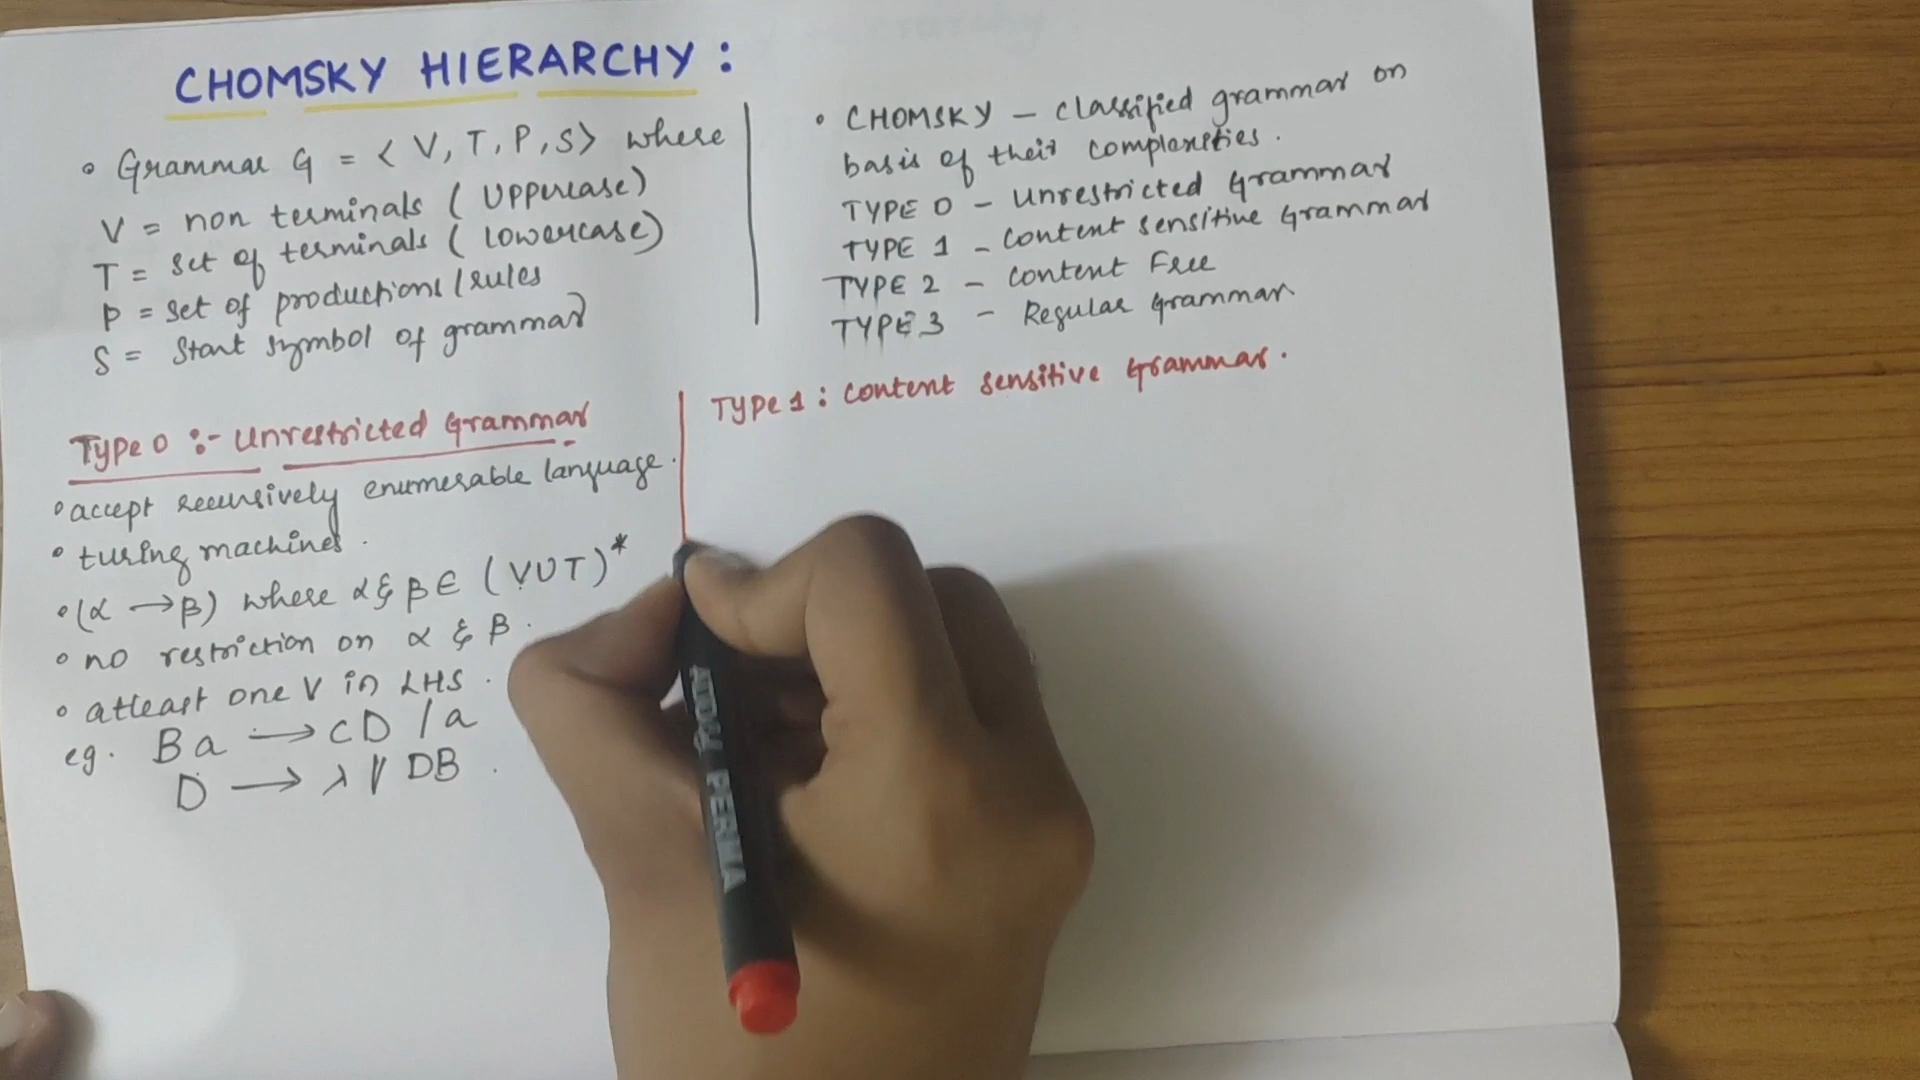 CHOMSKY HIERARCHY :
• Grammar G = < V, T, P, S> where
V = non terminals ( Uppercase)
T = set of terminals ( lowercase)
P = set of productions / rules
S = Start symbol of grammar
• CHOMSKY – classified grammar on
basis of their complexities.
TYPE 0 – Unrestricted Grammar
TYPE 1 – Content sensitive Grammar
TYPE 2 – Content Free
TYPE 3 – Regular Grammar
Type 0 :- Unrestricted Grammar
• accept recursively enumerable language.
• turing machines.
• (α → β) where α & β ∈ (VUT)*
• no restriction on α & β.
• atleast one V in LHS.
eg. Ba → cD / a
D → λ / DB.
Type 1 : Content sensitive Grammar.
ADD PERMA